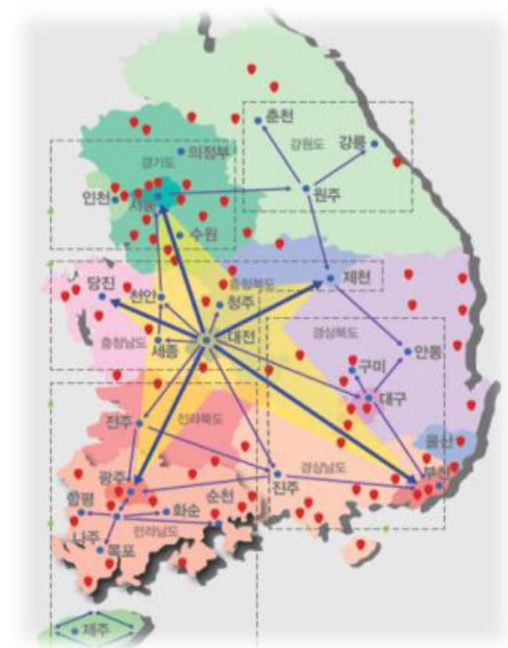 춘천
강원도
강릉
의정부
경기도
인천
서울
원주
수원
제천
충청북도
당진
천안
청주
대전
충청남도
세종
경상북도
안동
구미
대구
전주
전라북도
울산
부산
경상남도
진주
광주
함평
화순
순천
나주
전라남도
목포
제주